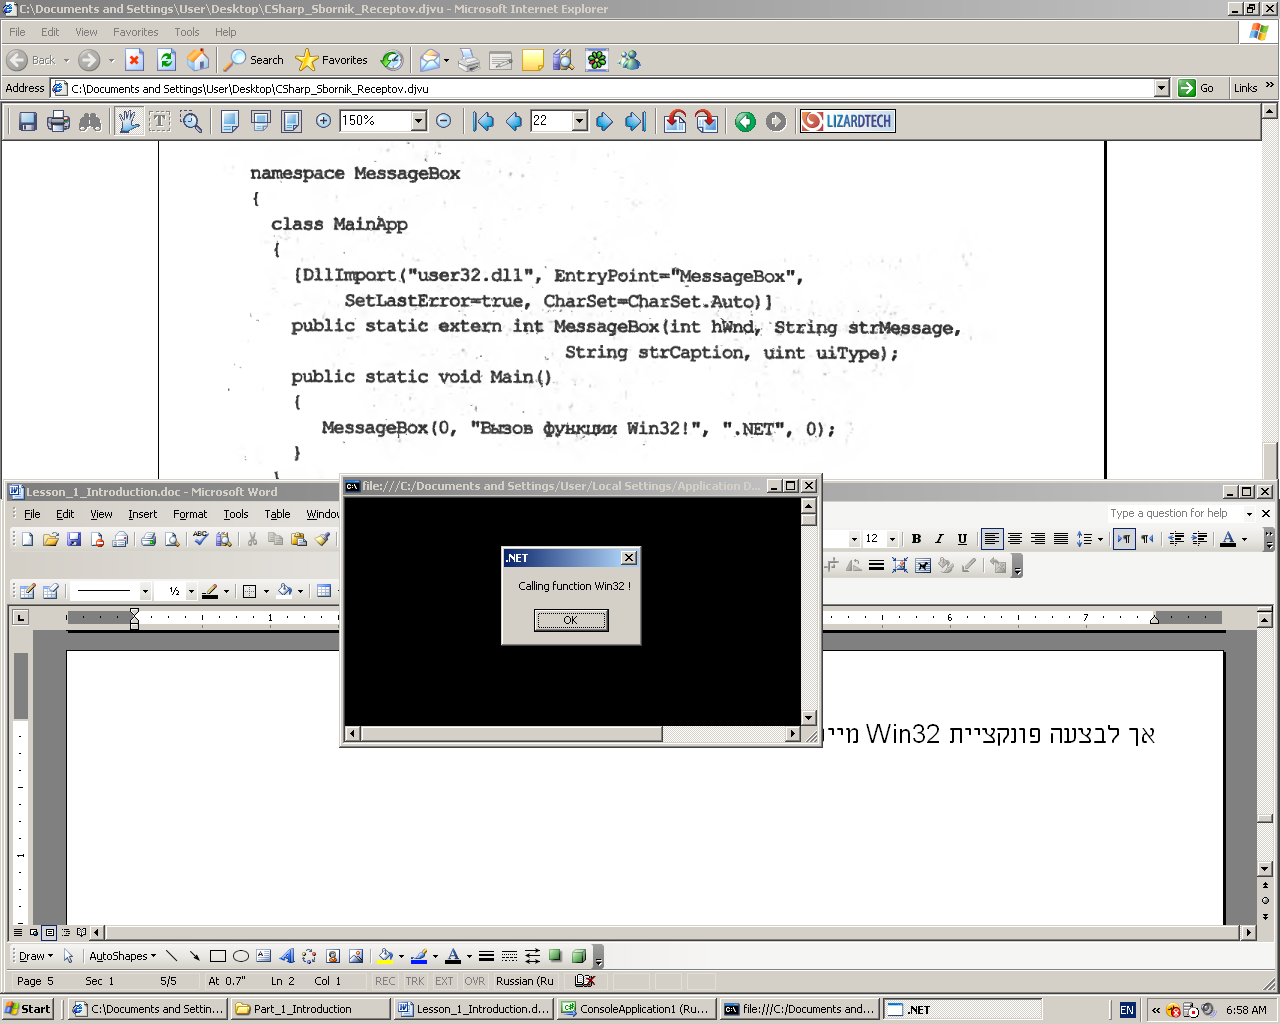 C:\Documents and Settings\User\Desktop\CSharp_Sbornik_Receptov.djvu - Microsoft Internet Explorer
File Edit View Favorites Tools Help
Back Search Favorites
Address C:\Documents and Settings\User\Desktop\CSharp_Sbornik_Receptov.djvu Go Links »
150% 22 LIZARDTECH
namespace MessageBox
{
class MainApp
{
[DllImport("user32.dll", EntryPoint="MessageBox",
SetLastError=true, CharSet=CharSet.Auto)]
public static extern int MessageBox(int hWnd, String strMessage,
String strCaption, uint uiType);
public static void Main()
{
MessageBox(0, "Вызов функции Win32!", ".NET", 0);
}
Lesson_1_Introduction.doc - Microsoft Word
File Edit View Insert Format Tools Table Window
Type a question for help
12 B I U A
½
1 6 7
file:///C:/Documents and Settings/User/Local Settings/Application D...
.NET
Calling function Win32 !
OK
אך לבצעה פונקציית Win32 מיי
1
Draw AutoShapes A
Page 5 Sec 1 5/5 At 0.7" Ln 2 Col 1 REC TRK EXT OVR Russian (Ru
Start C:\Documents and Settin... Part_1_Introduction Lesson_1_Introduction.d... ConsoleApplication1 (Ru... file:///C:/Documents and... .NET EN « 6:58 AM